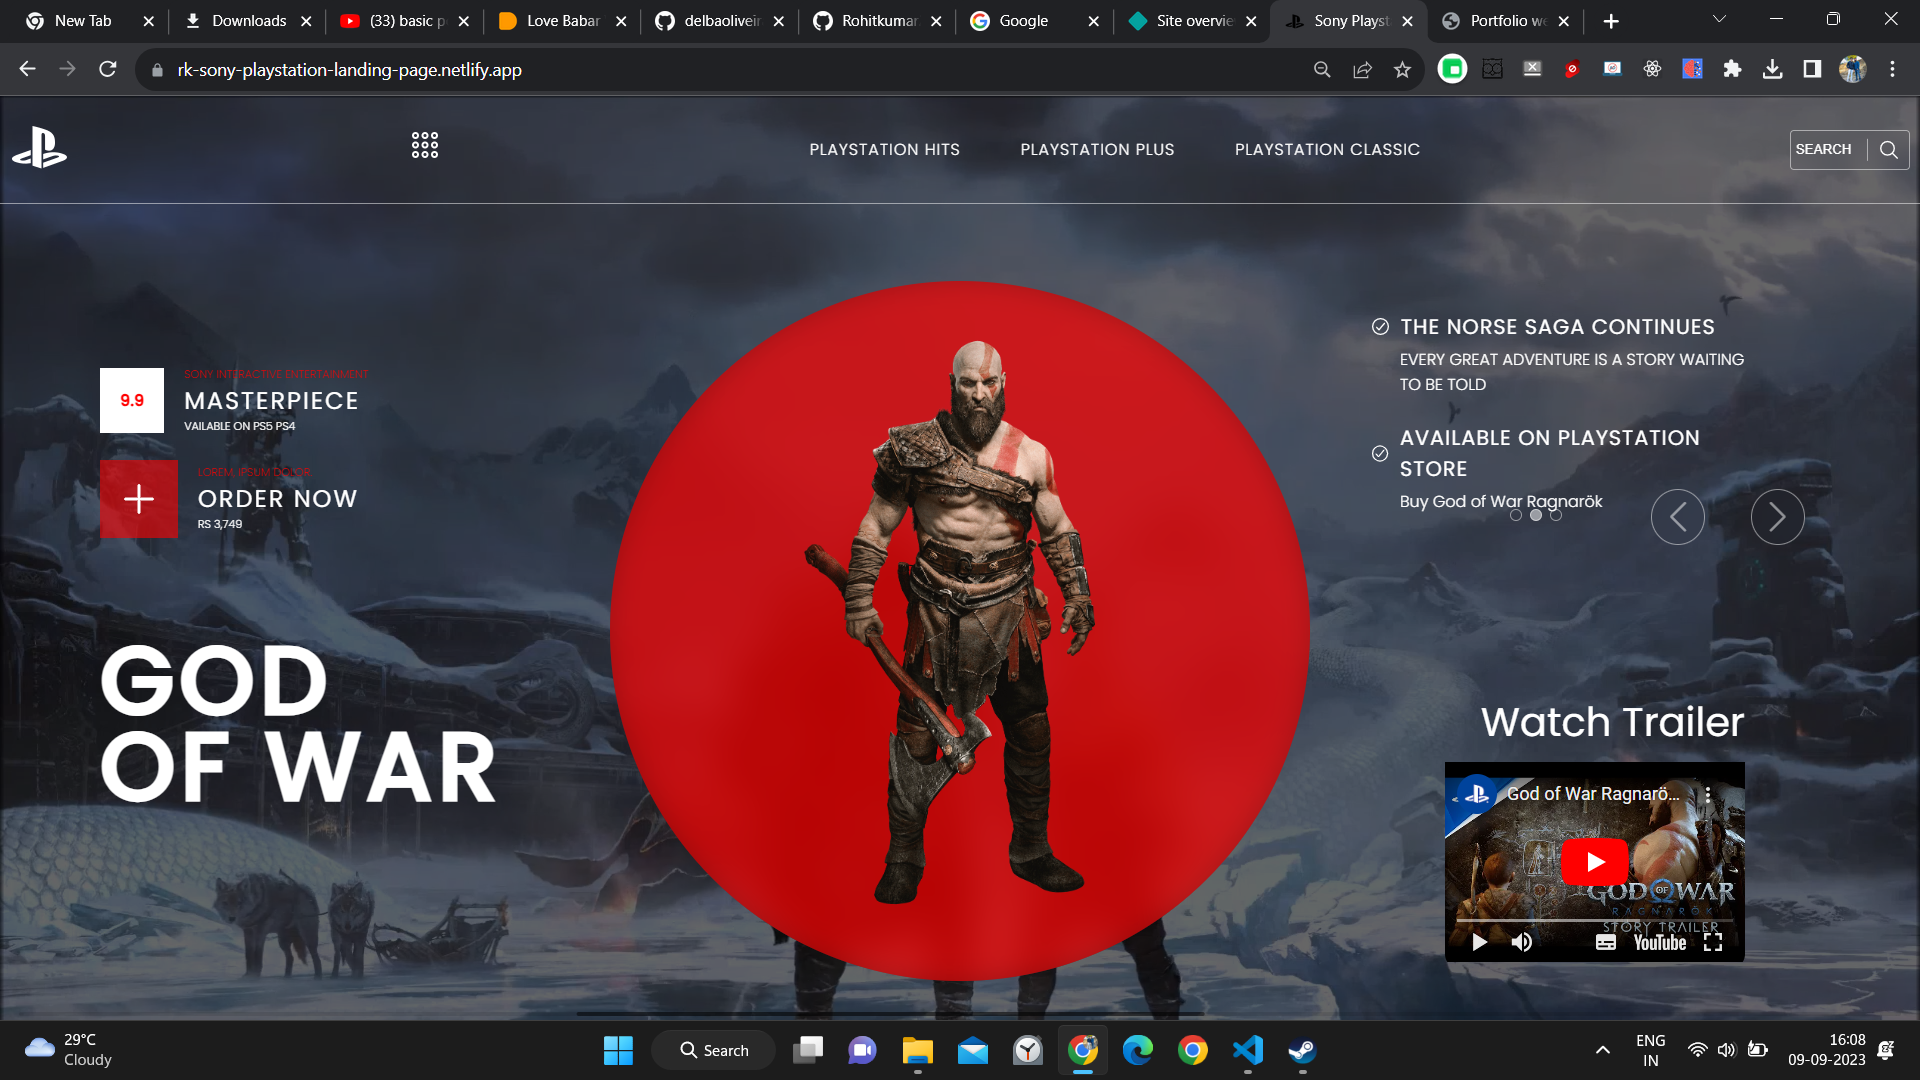 New Tab
Downloads
(33) basic p
Love Babar
delbaoliveir
Rohitkumar
Google
Site overvie
Sony Playst
Portfolio we
rk-sony-playstation-landing-page.netlify.app
PLAYSTATION HITS
PLAYSTATION PLUS
PLAYSTATION CLASSIC
SEARCH
9.9
SONY INTERACTIVE ENTERTAINMENT
MASTERPIECE
VAILABLE ON PS5 PS4
LOREM, IPSUM DOLOR.
ORDER NOW
RS 3,749
GOD
OF WAR
THE NORSE SAGA CONTINUES
EVERY GREAT ADVENTURE IS A STORY WAITING
TO BE TOLD
AVAILABLE ON PLAYSTATION
STORE
Buy God of War Ragnarök
Watch Trailer
God of War Ragnarö...
GOD OF WAR
RAGNARÖK
STORY TRAILER
YouTube
29°C
Cloudy
Search
ENG
IN
16:08
09-09-2023